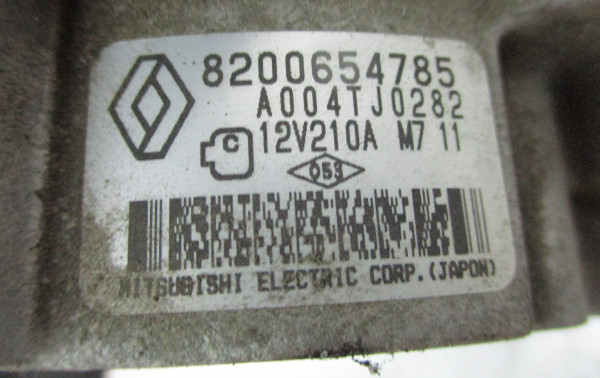 8200654785
A004TJ0282
12V210A M7 11
C
053
MITSUBISHI ELECTRIC CORP.(JAPON)